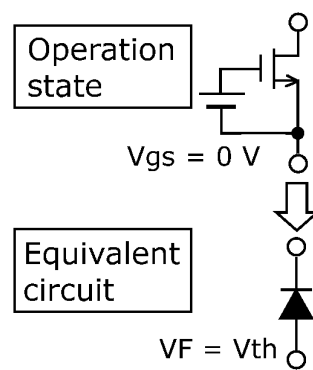 Operation
state
Vgs = 0 V
Equivalent
circuit
VF = Vth